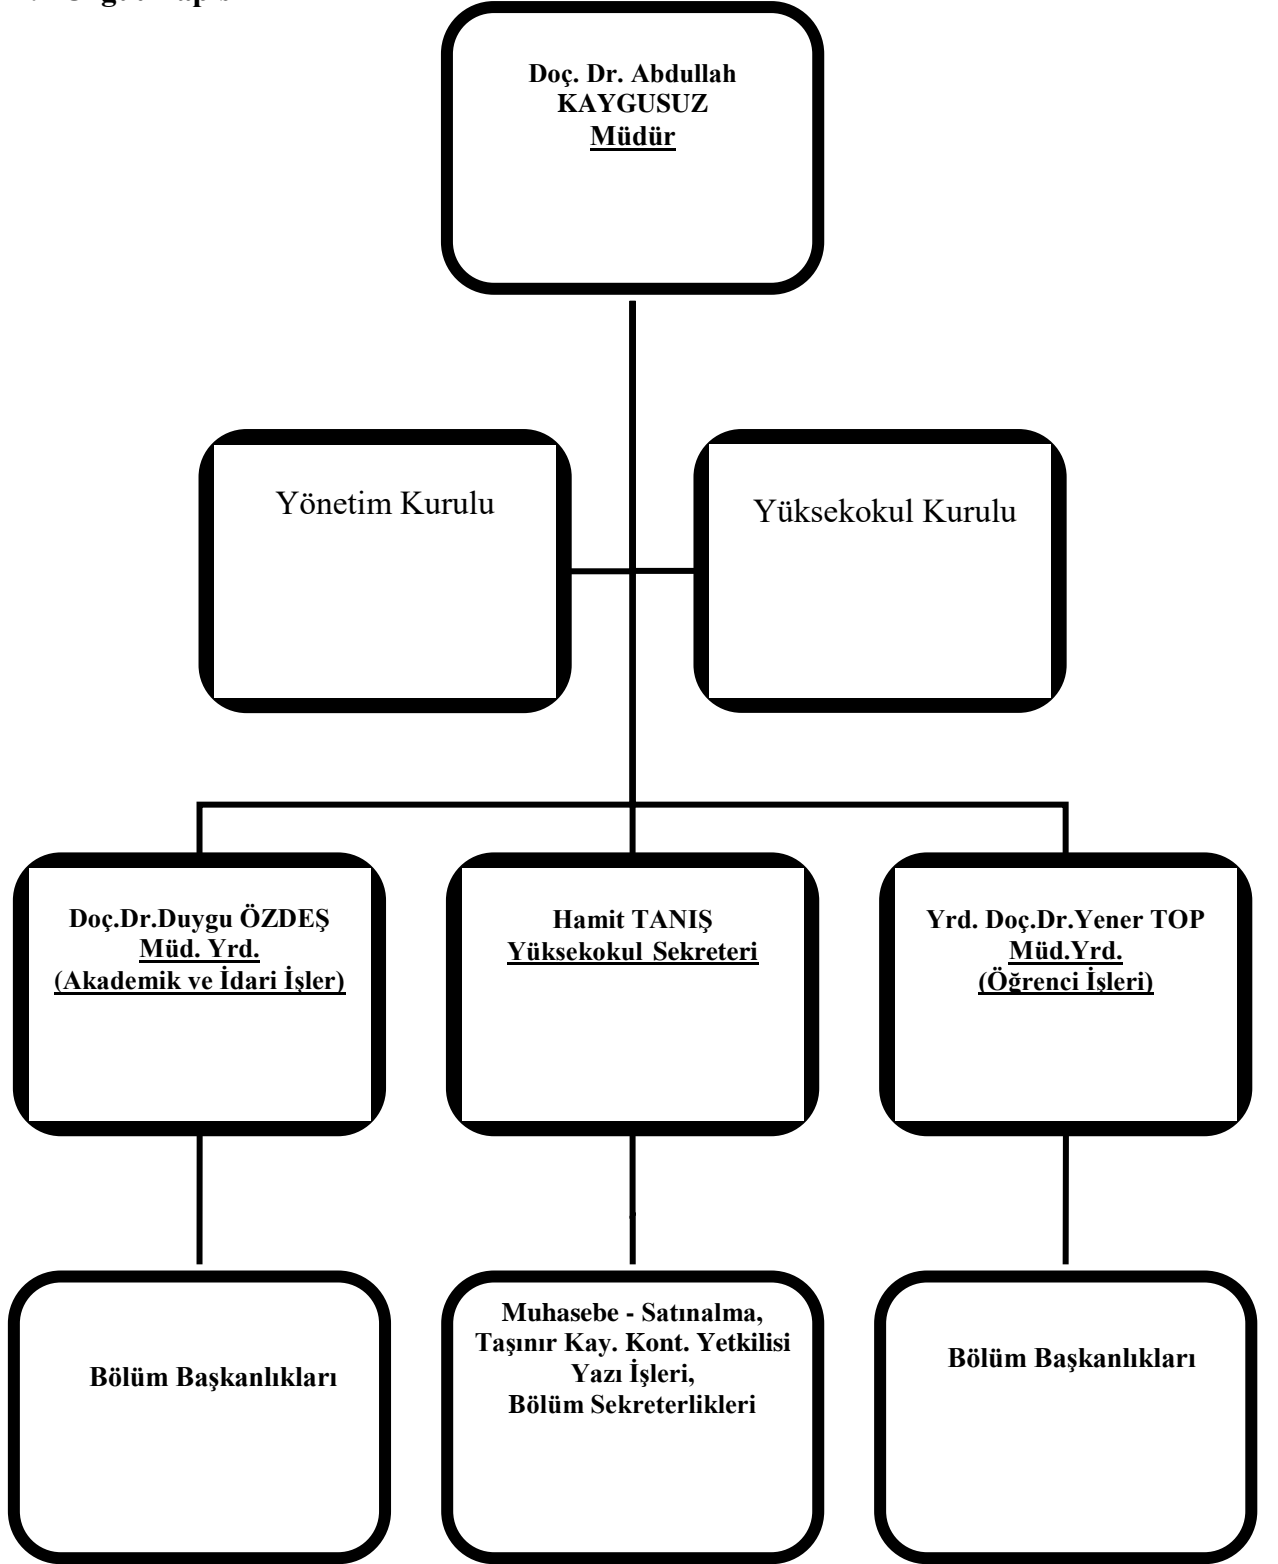 Doç. Dr. Abdullah
KAYGUSUZ
Müdür
Yönetim Kurulu
Yüksekokul Kurulu
Doç.Dr.Duygu ÖZDEŞ
Müd. Yrd.
(Akademik ve İdari İşler)
Hamit TANIŞ
Yüksekokul Sekreteri
Yrd. Doç.Dr.Yener TOP
Müd.Yrd.
(Öğrenci İşleri)
Bölüm Başkanlıkları
Muhasebe - Satınalma,
Taşınır Kay. Kont. Yetkilisi
Yazı İşleri,
Bölüm Sekreterlikleri
Bölüm Başkanlıkları